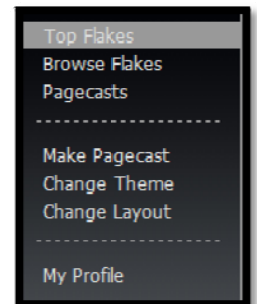 Top Flakes
Browse Flakes
Pagecasts
Make Pagecast
Change Theme
Change Layout
My Profile